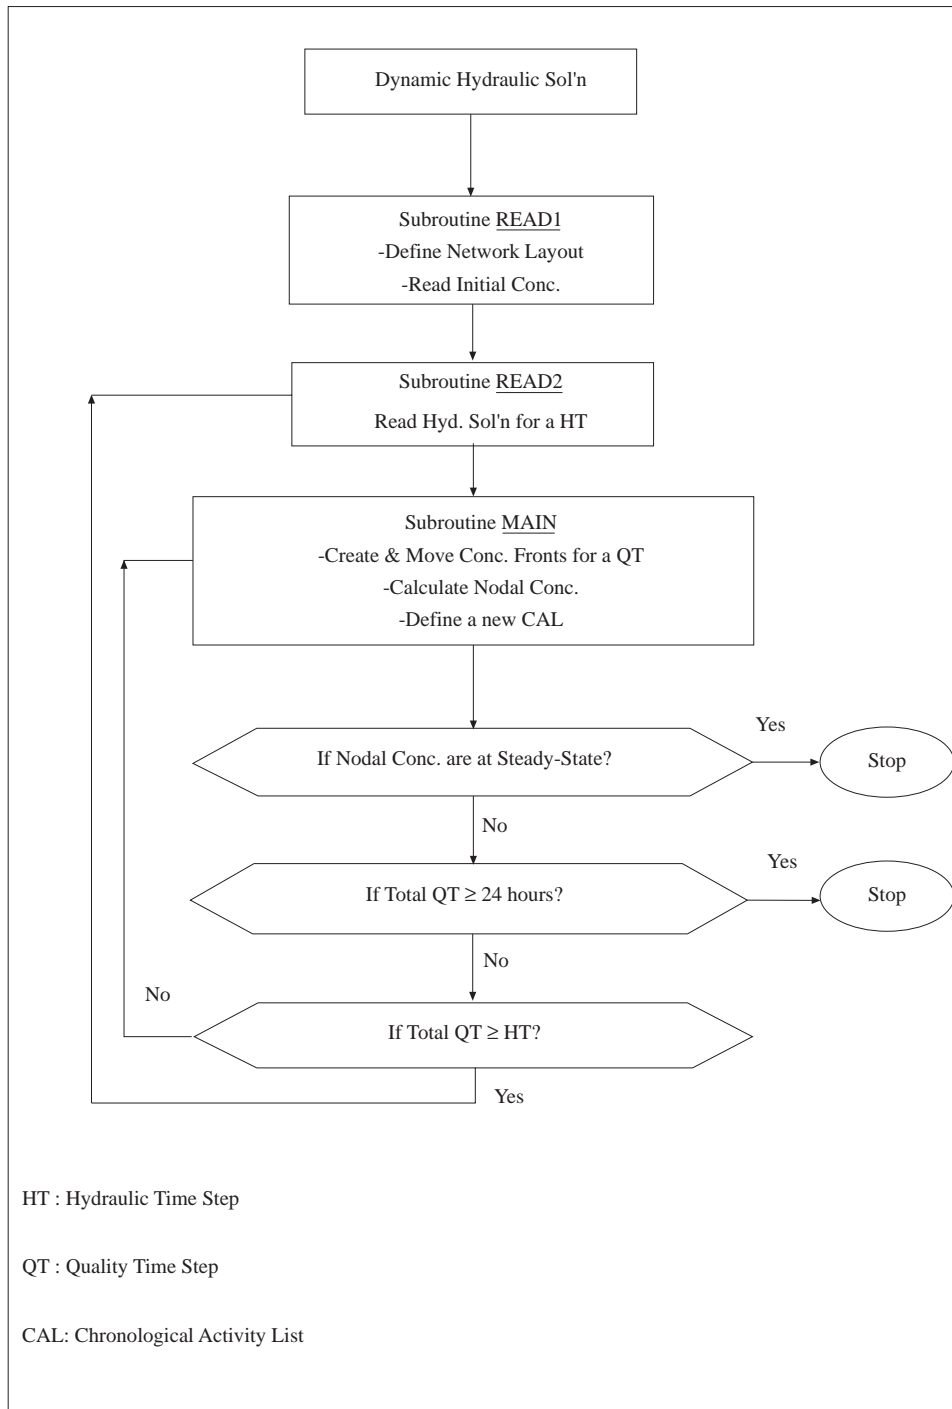 Dynamic Hydraulic Sol'n
Subroutine READ1
-Define Network Layout
-Read Initial Conc.
Subroutine READ2
Read Hyd. Sol'n for a HT
Subroutine MAIN
-Create & Move Conc. Fronts for a QT
-Calculate Nodal Conc.
-Define a new CAL
Yes
If Nodal Conc. are at Steady-State?
Stop
No
Yes
If Total QT ≥ 24 hours?
Stop
No
No
If Total QT ≥ HT?
Yes
HT : Hydraulic Time Step
QT : Quality Time Step
CAL: Chronological Activity List